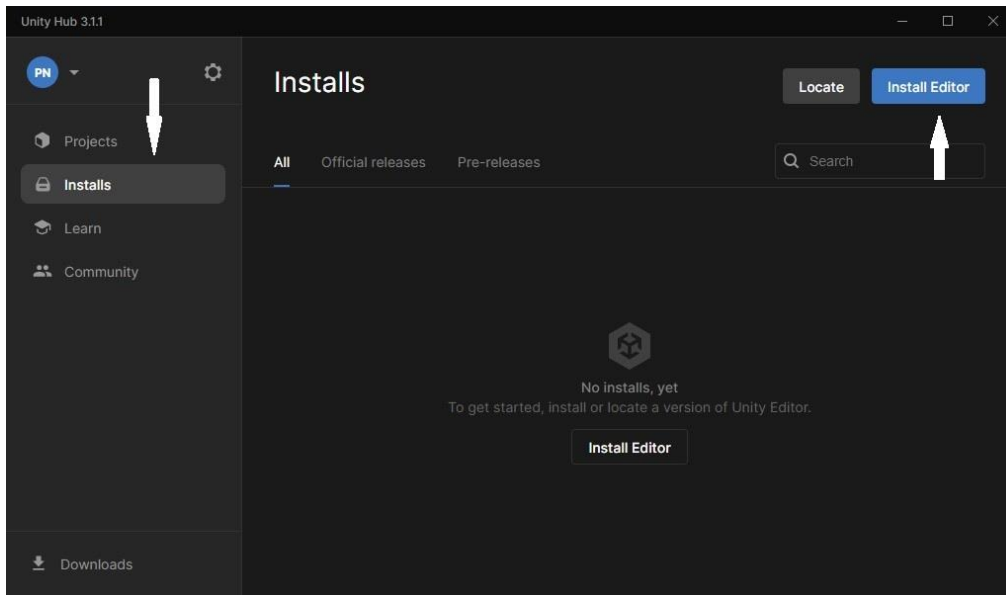 Unity Hub 3.1.1
PN
Projects
Installs
Learn
Community
Downloads
Installs
Locate
Install Editor
All
Official releases
Pre-releases
Search
No installs, yet
To get started, install or locate a version of Unity Editor.
Install Editor